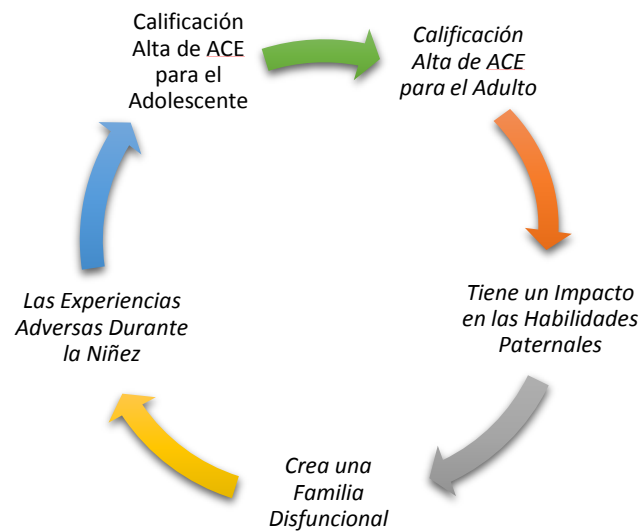 Calificación
Alta de ACE
para el
Adolescente
Calificación
Alta de ACE
para el Adulto
Tiene un Impacto
en las Habilidades
Paternales
Crea una
Familia
Disfuncional
Las Experiencias
Adversas Durante
la Niñez